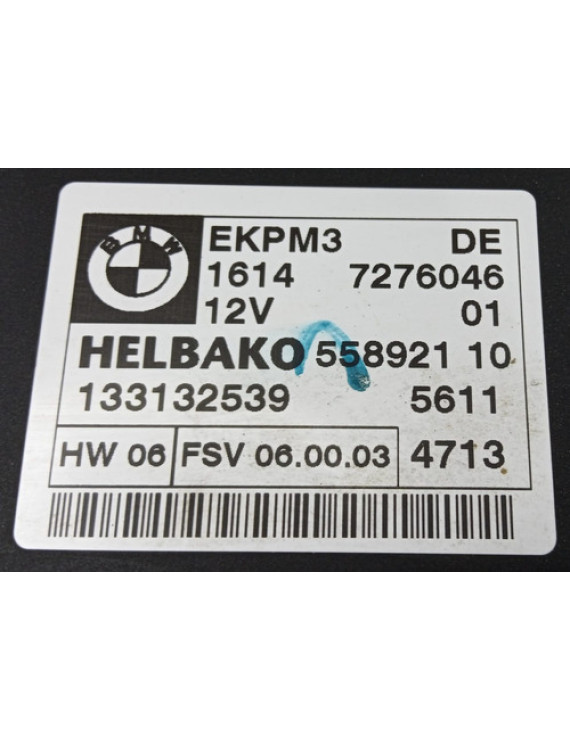 BMW
EKPM3 DE
1614 7276046
12V 01
HELBAKO 558921 10
133132539 5611
HW 06 FSV 06.00.03 4713